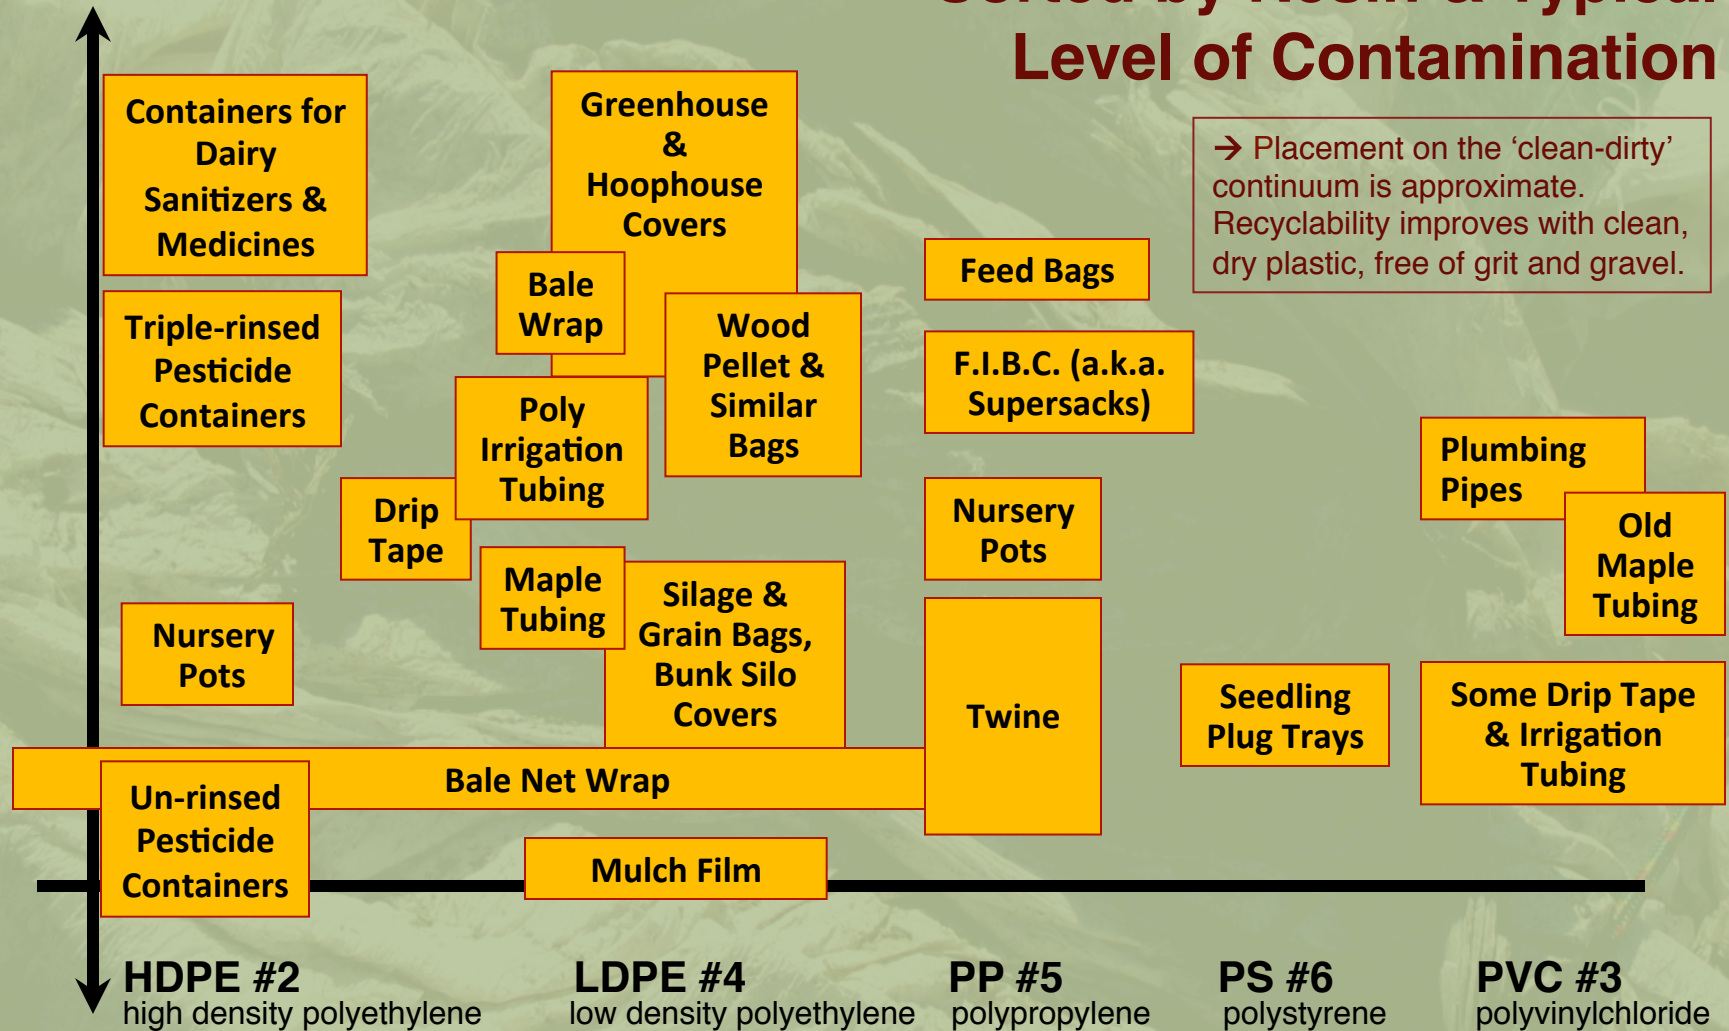 Sorted by Resin & Typical
Level of Contamination
→ Placement on the ‘clean-dirty’
continuum is approximate.
Recyclability improves with clean,
dry plastic, free of grit and gravel.
Containers for
Dairy
Sanitizers &
Medicines
Greenhouse
&
Hoophouse
Covers
Bale
Wrap
Feed Bags
Triple-rinsed
Pesticide
Containers
Wood
Pellet &
Similar
Bags
F.I.B.C. (a.k.a.
Supersacks)
Poly
Irrigation
Tubing
Plumbing
Pipes
Drip
Tape
Nursery
Pots
Old
Maple
Tubing
Maple
Tubing
Silage &
Grain Bags,
Bunk Silo
Covers
Nursery
Pots
Twine
Seedling
Plug Trays
Some Drip Tape
& Irrigation
Tubing
Bale Net Wrap
Un-rinsed
Pesticide
Containers
Mulch Film
HDPE #2
high density polyethylene
LDPE #4
low density polyethylene
PP #5
polypropylene
PS #6
polystyrene
PVC #3
polyvinylchloride